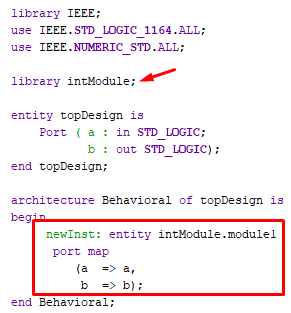 library IEEE;
use IEEE.STD_LOGIC_1164.ALL;
use IEEE.NUMERIC_STD.ALL;
library intModule;
entity topDesign is
Port ( a : in STD_LOGIC;
b : out STD_LOGIC);
end topDesign;
architecture Behavioral of topDesign is
begin
newInst: entity intModule.module1
port map
(a => a,
b => b);
end Behavioral;